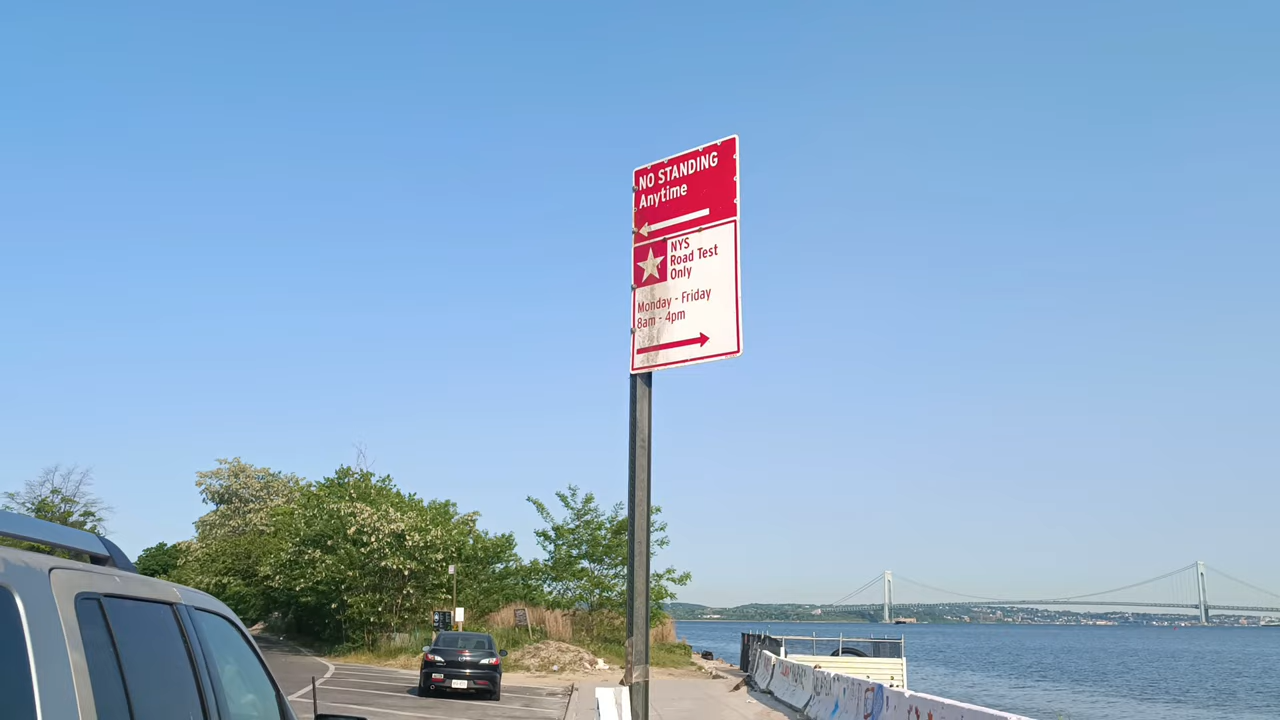 NO STANDING
Anytime
NYS
Road Test
Only
Monday - Friday
8am - 4pm